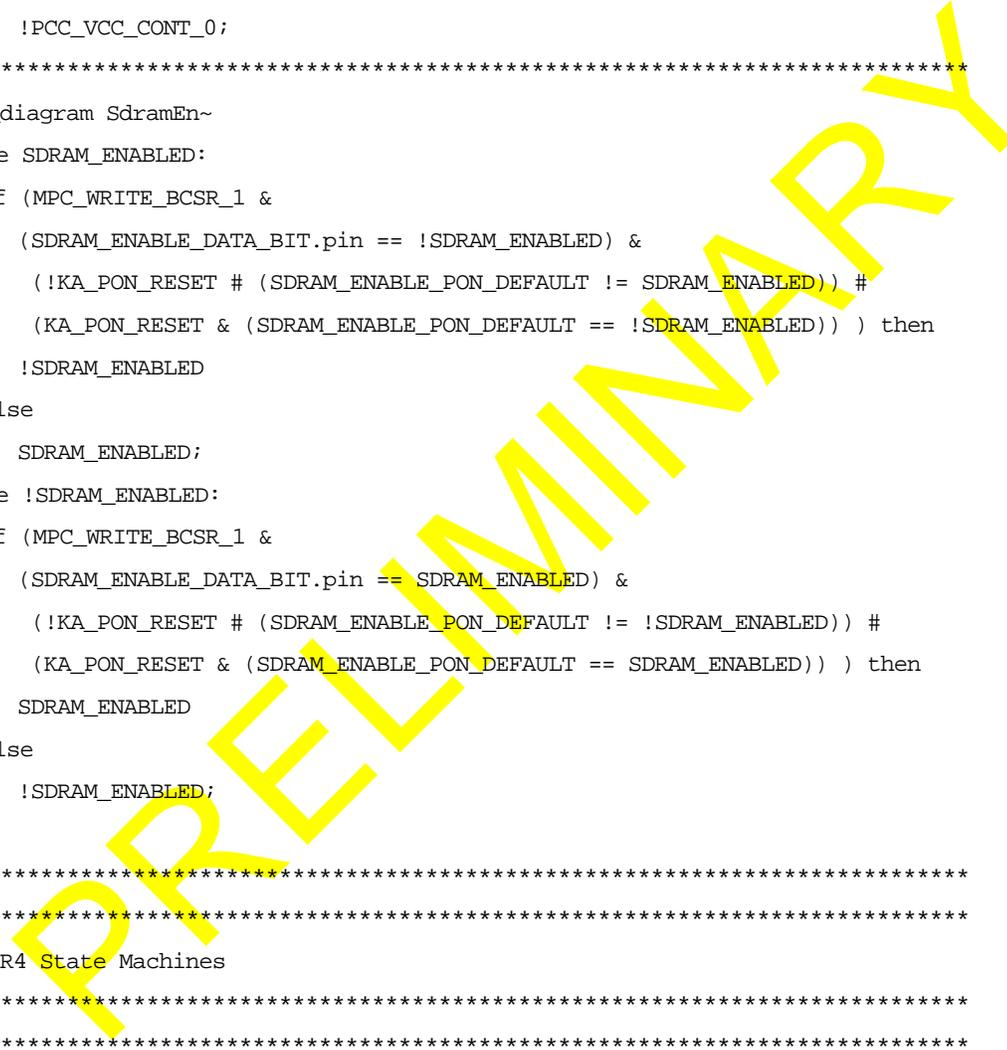 !PCC_VCC_CONT_0;
*************************************************************************
diagram SdramEn~
e SDRAM_ENABLED:
f (MPC_WRITE_BCSR_1 &
(SDRAM_ENABLE_DATA_BIT.pin == !SDRAM_ENABLED) &
(!KA_PON_RESET # (SDRAM_ENABLE_PON_DEFAULT != SDRAM_ENABLED)) #
(KA_PON_RESET & (SDRAM_ENABLE_PON_DEFAULT == !SDRAM_ENABLED)) ) then
!SDRAM_ENABLED
lse
SDRAM_ENABLED;
e !SDRAM_ENABLED:
f (MPC_WRITE_BCSR_1 &
(SDRAM_ENABLE_DATA_BIT.pin == SDRAM_ENABLED) &
(!KA_PON_RESET # (SDRAM_ENABLE_PON_DEFAULT != !SDRAM_ENABLED)) #
(KA_PON_RESET & (SDRAM_ENABLE_PON_DEFAULT == SDRAM_ENABLED)) ) then
SDRAM_ENABLED
lse
!SDRAM_ENABLED;
*************************************************************************
*************************************************************************
R4 State Machines
*************************************************************************
*************************************************************************
PRELIMINARY